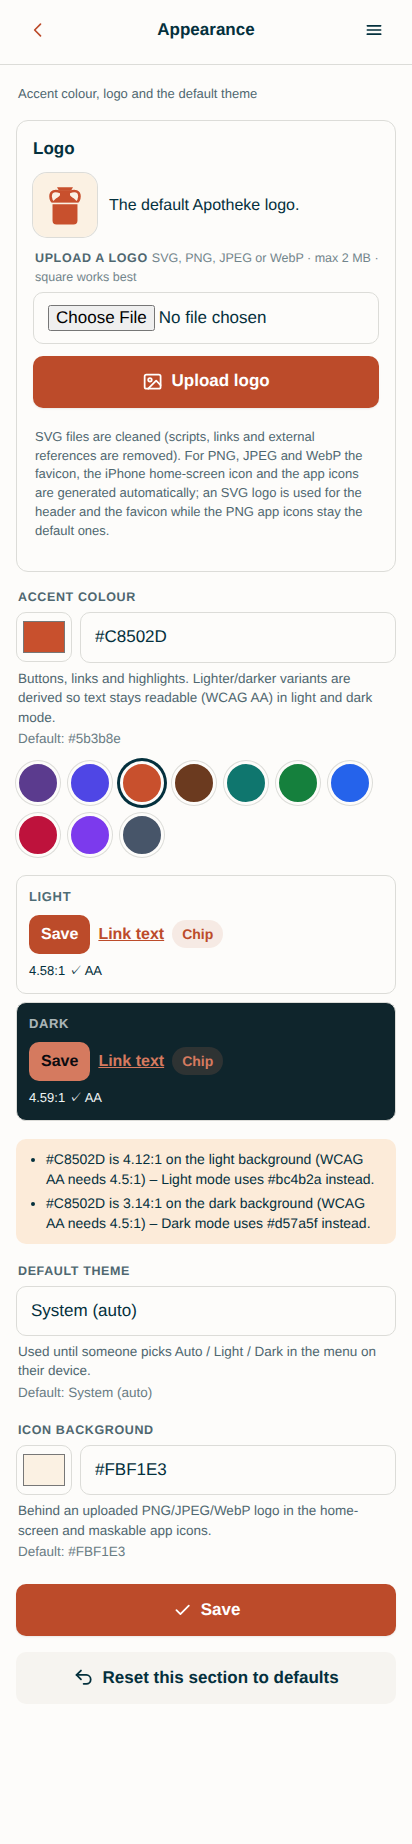 Appearance
Accent colour, logo and the default theme
Logo
The default Apotheke logo.
UPLOAD A LOGO SVG, PNG, JPEG or WebP · max 2 MB ·
square works best
Choose File No file chosen
Upload logo
SVG files are cleaned (scripts, links and external
references are removed). For PNG, JPEG and WebP the
favicon, the iPhone home-screen icon and the app icons
are generated automatically; an SVG logo is used for the
header and the favicon while the PNG app icons stay the
default ones.
ACCENT COLOUR
#C8502D
Buttons, links and highlights. Lighter/darker variants are
derived so text stays readable (WCAG AA) in light and dark
mode.
Default: #5b3b8e
LIGHT
Save Link text Chip
4.58:1 ✓ AA
DARK
Save Link text Chip
4.59:1 ✓ AA
• #C8502D is 4.12:1 on the light background (WCAG
AA needs 4.5:1) – Light mode uses #bc4b2a instead.
• #C8502D is 3.14:1 on the dark background (WCAG
AA needs 4.5:1) – Dark mode uses #d57a5f instead.
DEFAULT THEME
System (auto)
Used until someone picks Auto / Light / Dark in the menu on
their device.
Default: System (auto)
ICON BACKGROUND
#FBF1E3
Behind an uploaded PNG/JPEG/WebP logo in the home-
screen and maskable app icons.
Default: #FBF1E3
Save
Reset this section to defaults